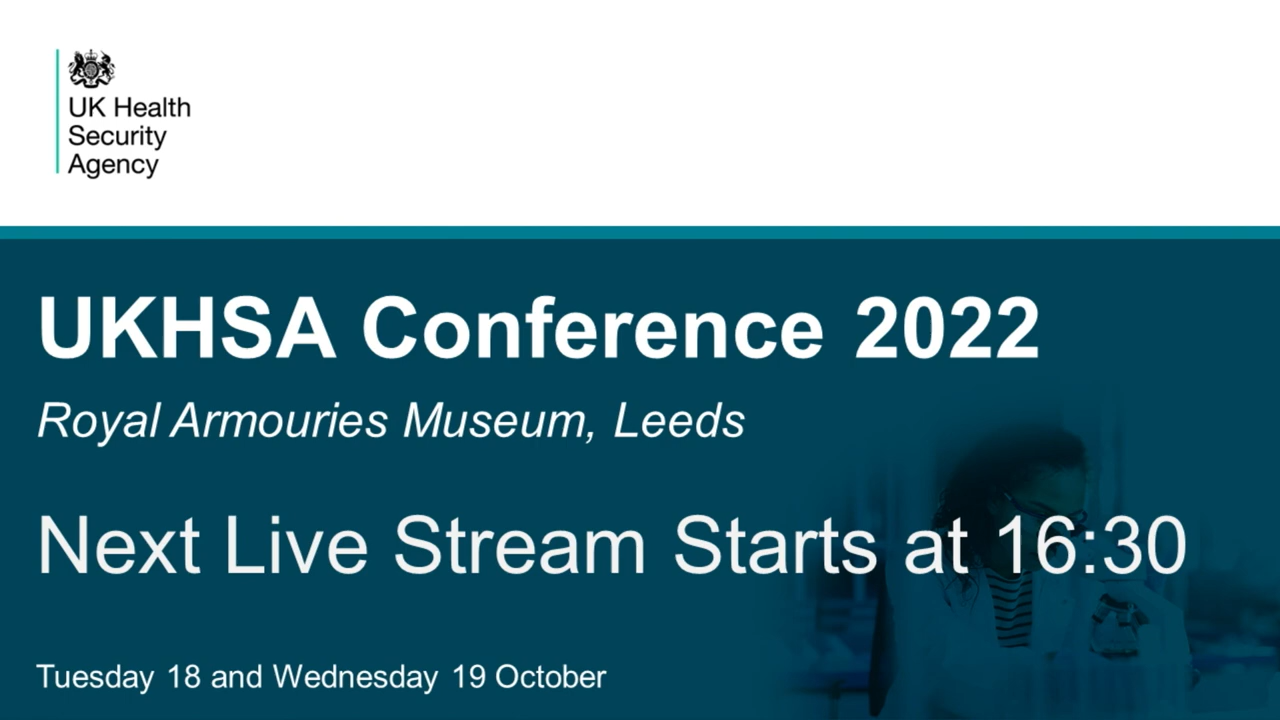 UK Health
Security
Agency
UKHSA Conference 2022
Royal Armouries Museum, Leeds
Next Live Stream Starts at 16:30
Tuesday 18 and Wednesday 19 October